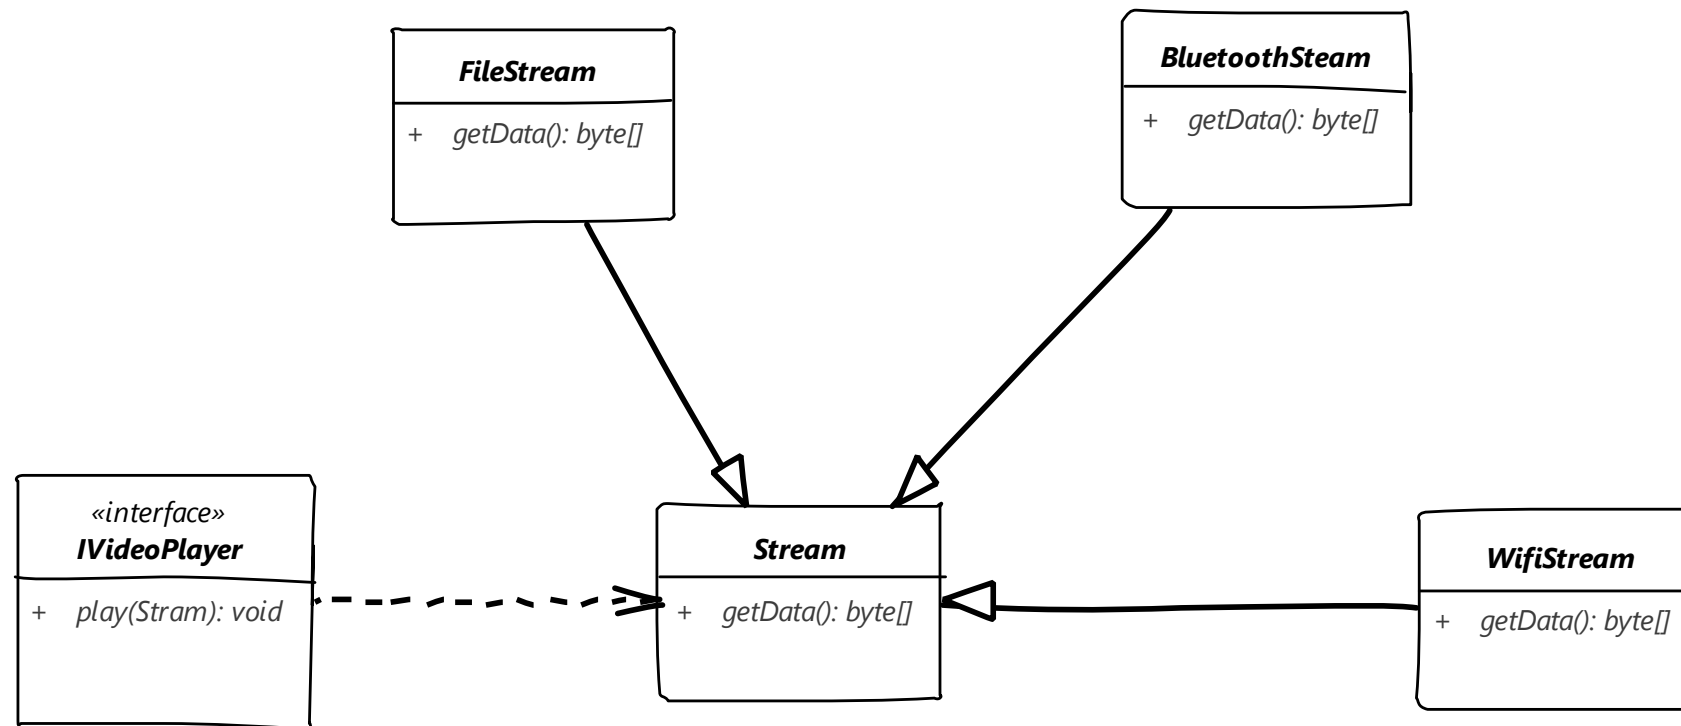 FileStream
+ getData(): byte[]
BluetoothSteam
+ getData(): byte[]
«interface»
IVideoPlayer
+ play(Stram): void
Stream
+ getData(): byte[]
WifiStream
+ getData(): byte[]